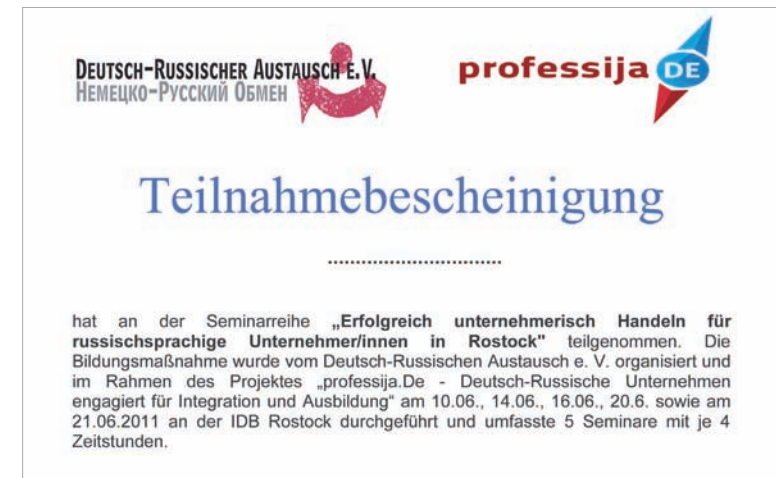 DEUTSCH-RUSSISCHER AUSTAUSCH E.V.
НЕМЕЦКО-РУССКИЙ ОБМЕН
professija DE
Teilnahmebescheinigung
................................
hat an der Seminarreihe „Erfolgreich unternehmerisch Handeln für
russischsprachige Unternehmer/innen in Rostock" teilgenommen. Die
Bildungsmaßnahme wurde vom Deutsch-Russischen Austausch e. V. organisiert und
im Rahmen des Projektes „professija.De - Deutsch-Russische Unternehmen
engagiert für Integration und Ausbildung“ am 10.06., 14.06., 16.06., 20.6. sowie am
21.06.2011 an der IDB Rostock durchgeführt und umfasste 5 Seminare mit je 4
Zeitstunden.